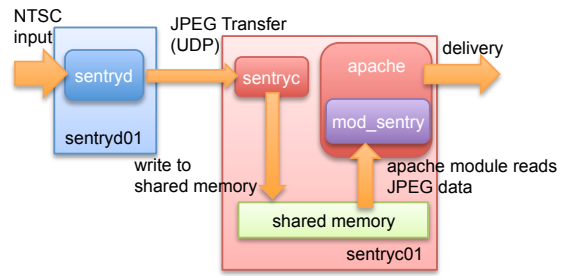 NTSC
input
JPEG Transfer
(UDP)
sentryd
sentryd01
sentryc
apache
mod_sentry
delivery
write to
shared memory
apache module reads
JPEG data
shared memory
sentryc01